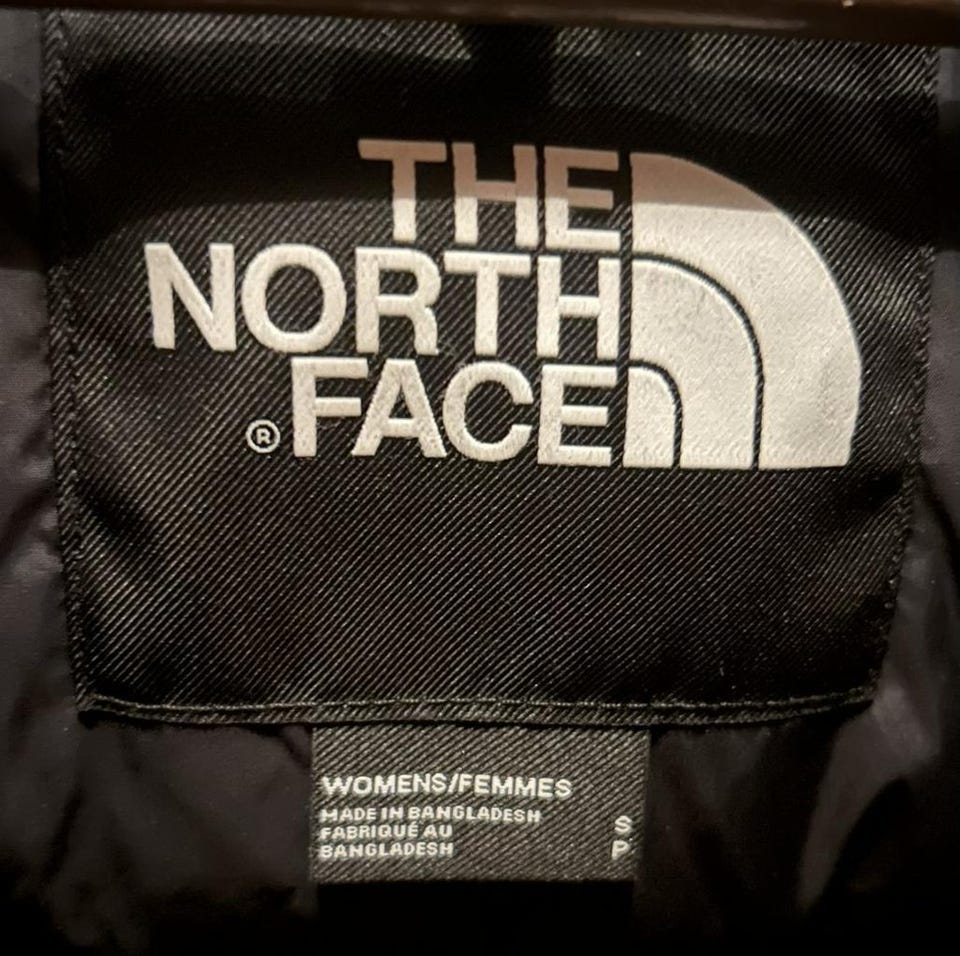 THE
NORTH
® FACE
WOMENS/FEMMES
MADE IN BANGLADESH
FABRIQUÉ AU
BANGLADESH
S
P